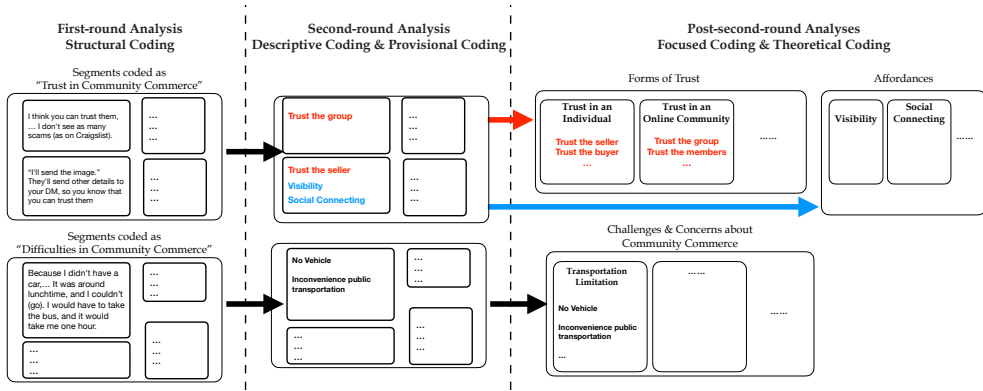 First-round Analysis
Structural Coding
Segments coded as
“Trust in Community Commerce”
I think you can trust them,
… I don't see as many
scams (as on Craigslist).
...
...
...
"I'll send the image."
They'll send other details to
your DM, so you know that
you can trust them
...
...
...
Segments coded as
“Difficulties in Community Commerce”
Because I didn't have a
car,… It was around
lunchtime, and I couldn't
(go). I would have to take
the bus, and it would
take me one hour.
...
...
...
...
...
...
...
...
Second-round Analysis
Descriptive Coding & Provisional Coding
Trust the group
...
...
...
Trust the seller
Visibility
Social Connecting
...
...
...
No Vehicle
Inconvenience public
transportation
...
...
...
...
...
...
...
...
Post-second-round Analyses
Focused Coding & Theoretical Coding
Forms of Trust
Trust in an
Individual
Trust the seller
Trust the buyer
...
Trust in an
Online Community
Trust the group
Trust the members
...
……
Affordances
Visibility
Social
Connecting
……
Challenges & Concerns about
Community Commerce
Transportation
Limitation
No Vehicle
Inconvenience public
transportation
...
……
……